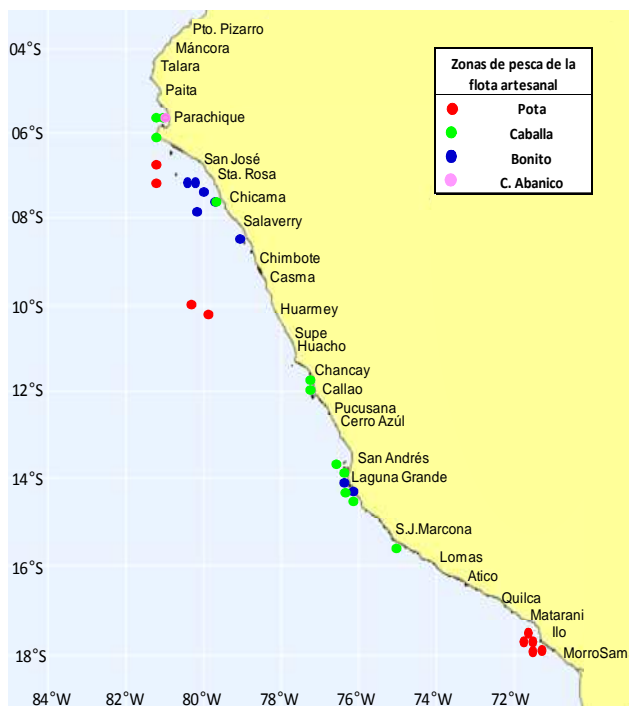 Pto. Pizarro
04°S
Máncora
Talara
Zonas de pesca de la
flota artesanal
Paita
Pota
Parachique
Caballa
06°S
Bonito
San José
Sta. Rosa
C. Abanico
Chicama
08°S
Salaverry
Chimbote
Casma
10°S
Huarmey
Supe
Huacho
Chancay
12°S
Callao
Pucusana
Cerro Azúl
San Andrés
14°S
Laguna Grande
S.J.Marcona
16°S
Lomas
Atico
Quilca
Matarani
Ilo
18°S
MorroSam
84°W 82°W 80°W 78°W 76°W 74°W 72°W